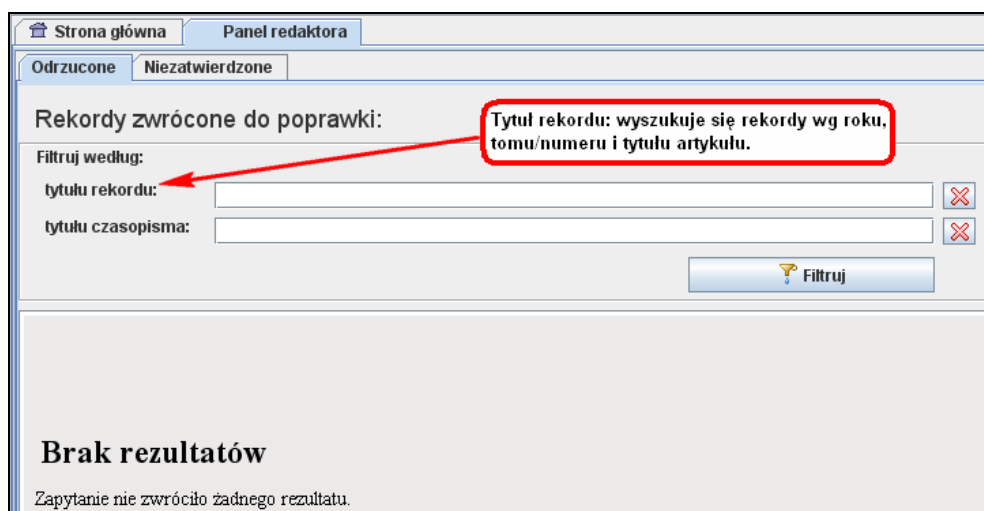 Strona główna Panel redaktora
Odrzucone Niezatwierdzone
Rekordy zwrócone do poprawki:
Tytuł rekordu: wyszukuje się rekordy wg roku,
tomu/numeru i tytułu artykułu.
Filtruj według:
tytułu rekordu:
tytułu czasopisma:
Filtruj
Brak rezultatów
Zapytanie nie zwróciło żadnego rezultatu.